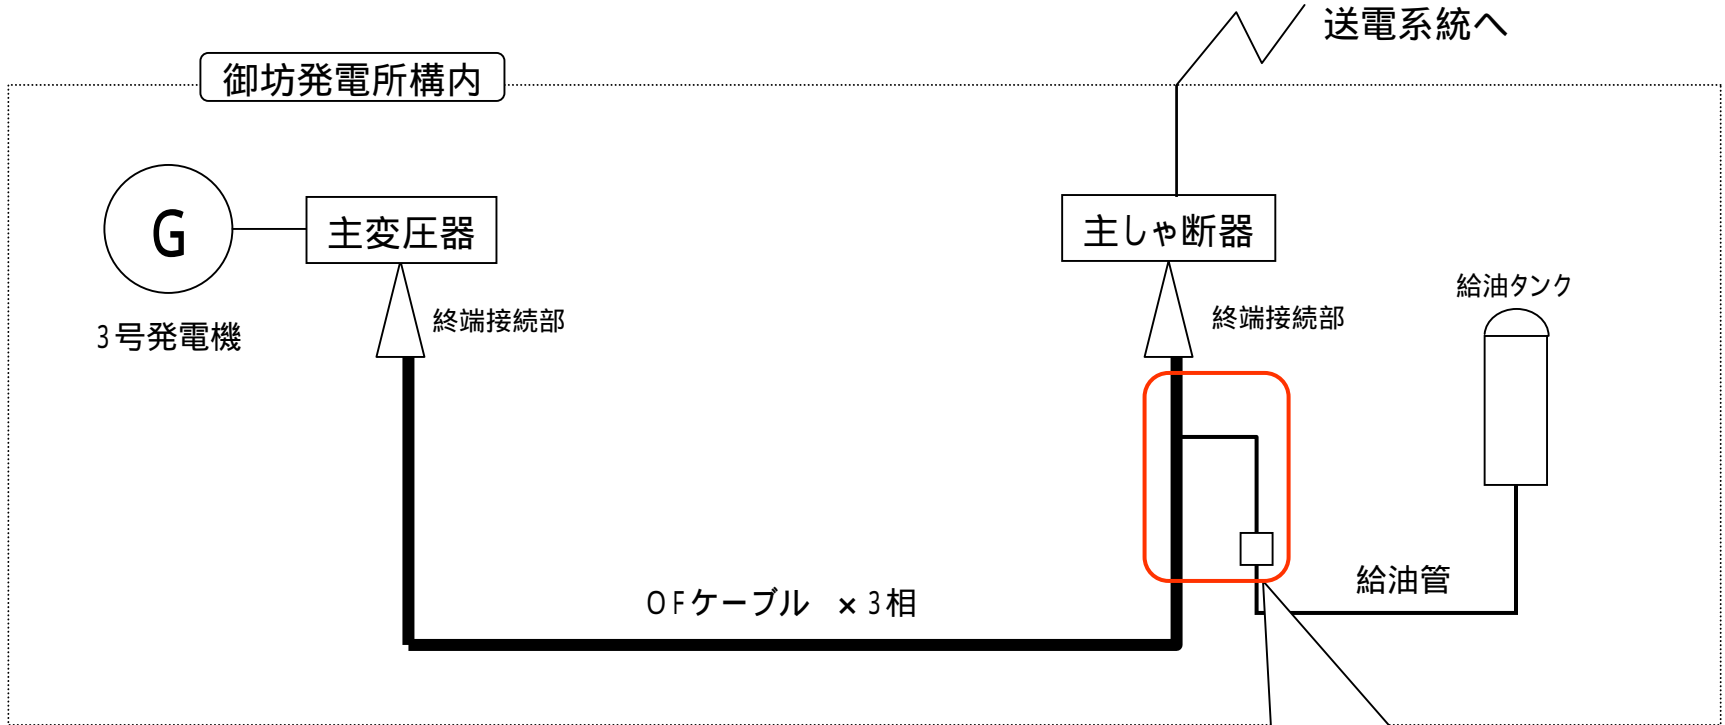 送電系統へ
御坊発電所構内
G
主変圧器
主しゃ断器
給油タンク
3号発電機
終端接続部
終端接続部
給油管
OFケーブル ×3相